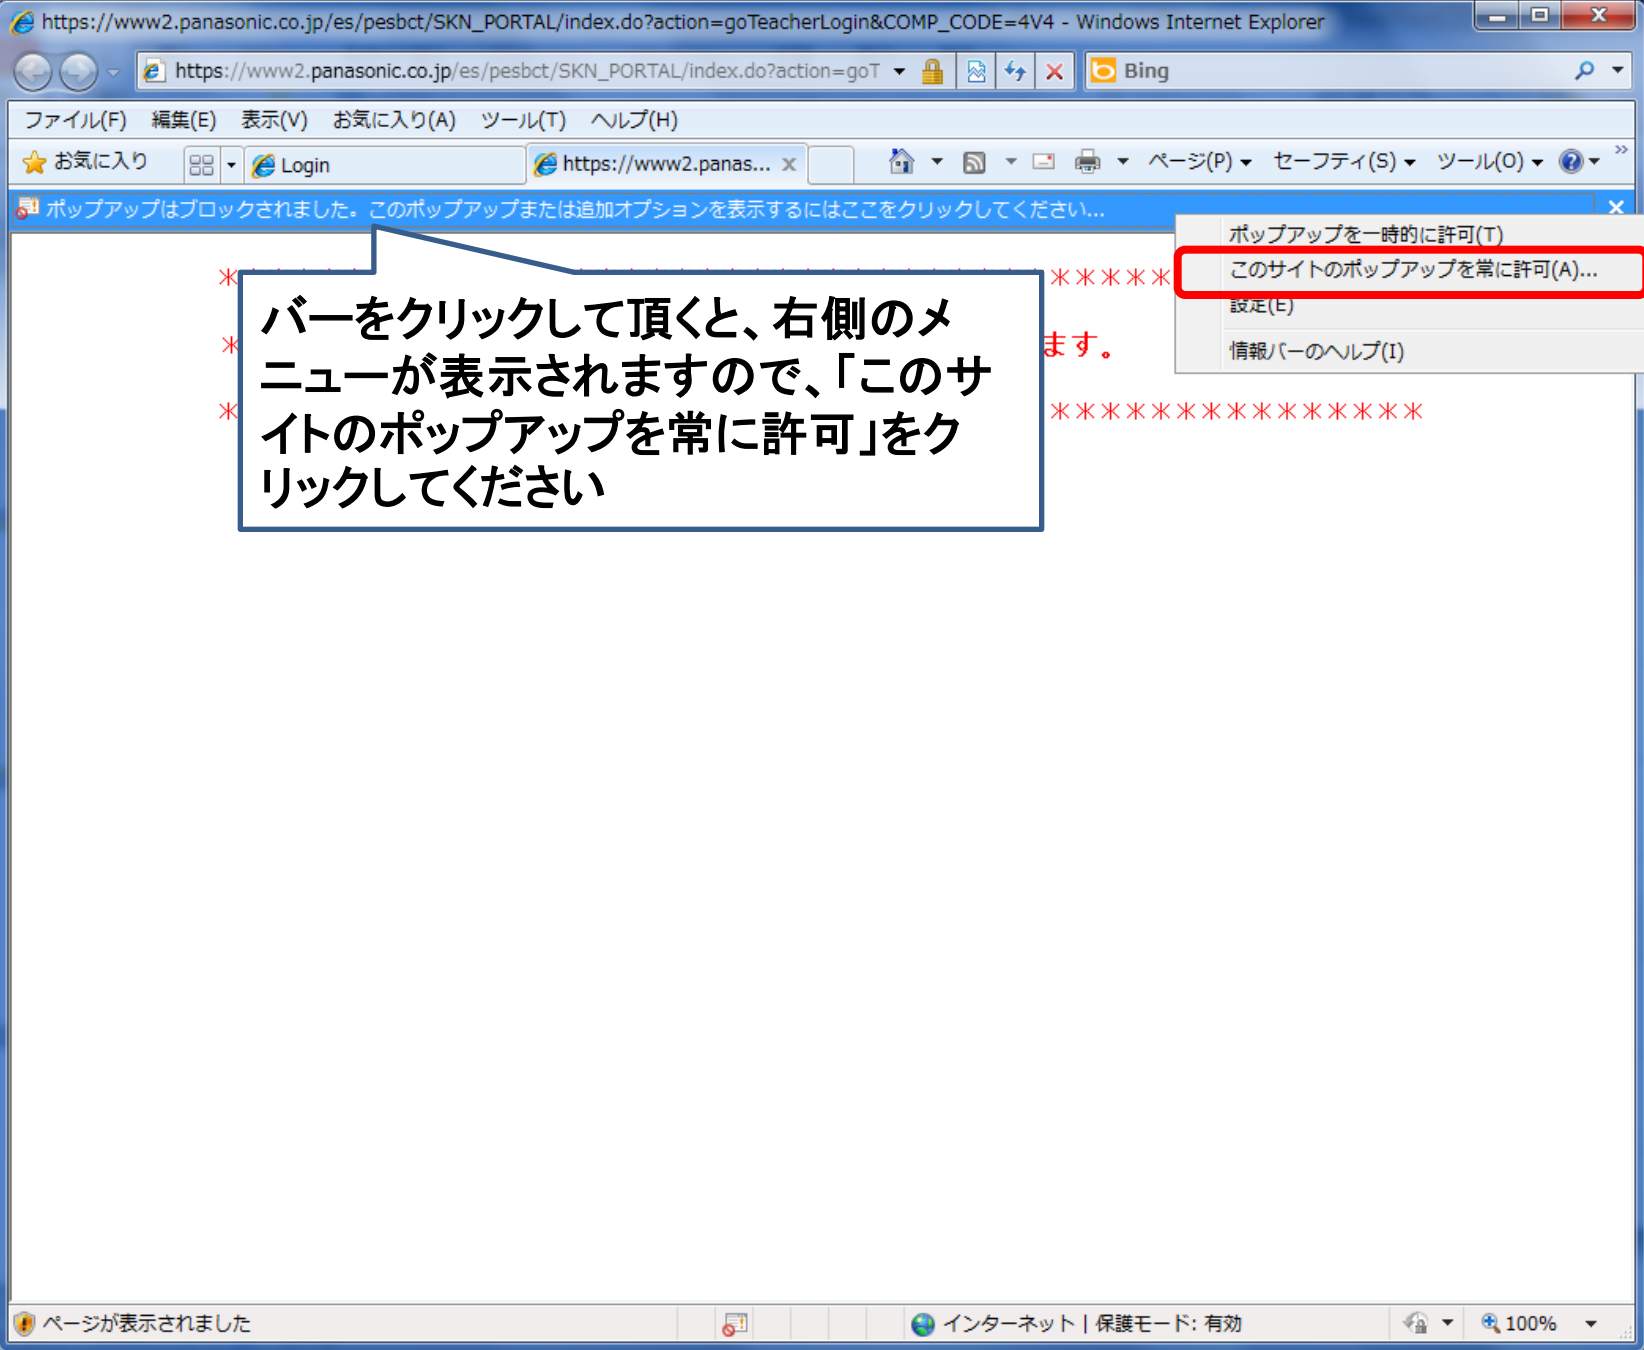 https://www2.panasonic.co.jp/es/pesbct/SKN_PORTAL/index.do?action=goTeacherLogin&COMP_CODE=4V4 - Windows Internet Explorer
https://www2.panasonic.co.jp/es/pesbct/SKN_PORTAL/index.do?action=goT
Bing
ファイル(F) 編集(E) 表示(V) お気に入り(A) ツール(T) ヘルプ(H)
お気に入り
Login
https://www2.panas...
ページ(P) セーフティ(S) ツール(O)
ポップアップはブロックされました。このポップアップまたは追加オプションを表示するにはここをクリックしてください...
ポップアップを一時的に許可(T)
このサイトのポップアップを常に許可(A)...
設定(E)
情報バーのヘルプ(I)
ます。
バーをクリックして頂くと、右側のメ
ニューが表示されますので、「このサ
イトのポップアップを常に許可」をク
リックしてください
ページが表示されました
インターネット | 保護モード: 有効
100%